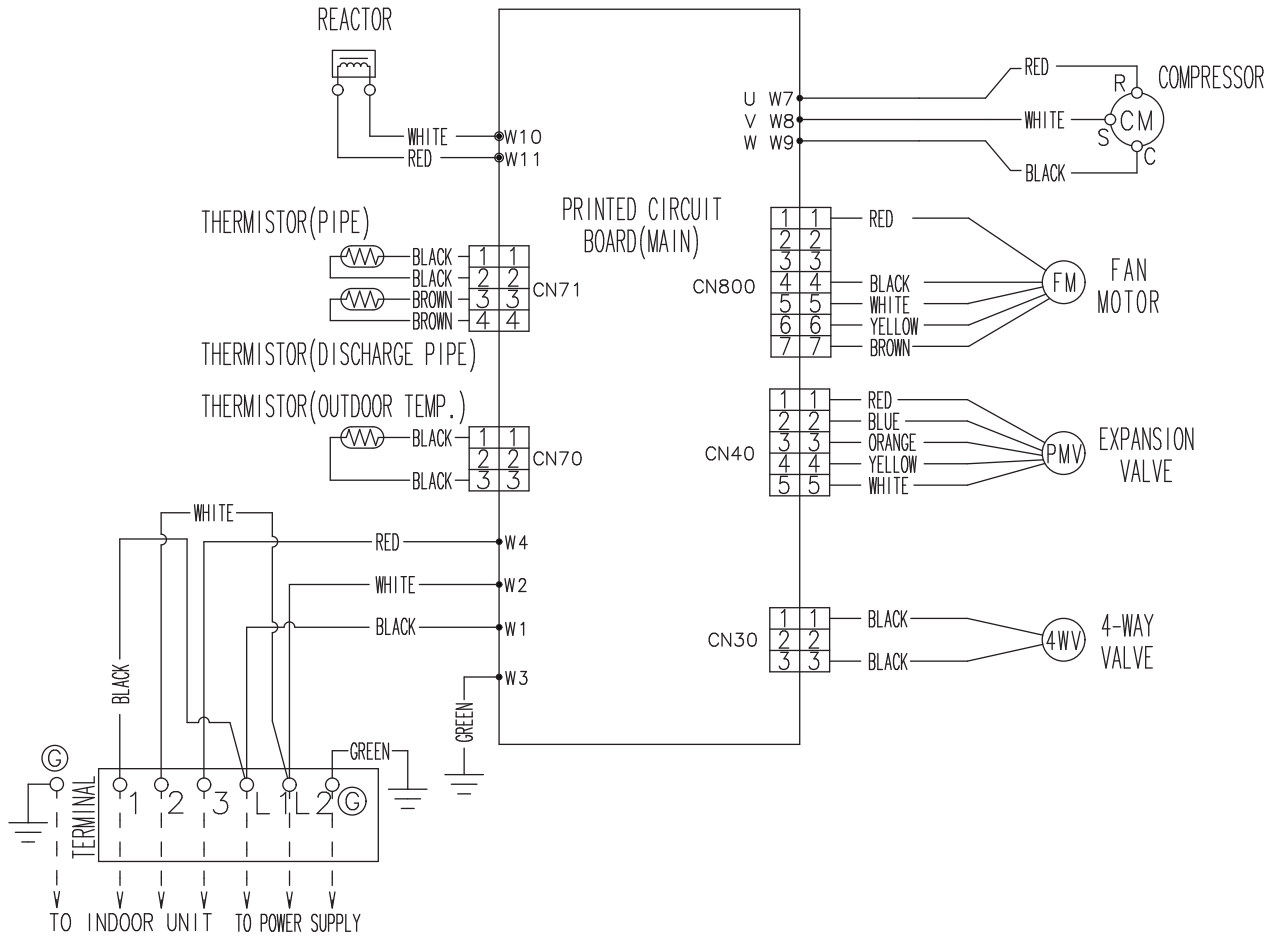 REACTOR
WHITE
RED
W10
W11
U W7
V W8
W W9
RED
WHITE
BLACK
R
S
C
CM
COMPRESSOR
PRINTED CIRCUIT
BOARD(MAIN)
THERMISTOR(PIPE)
BLACK 1 1
BLACK 2 2
BROWN 3 3
BROWN 4 4
CN71
THERMISTOR(DISCHARGE PIPE)
THERMISTOR(OUTDOOR TEMP.)
BLACK 1 1
2 2
BLACK 3 3
CN70
CN800
1 1 RED
2 2
3 3
4 4 BLACK
5 5 WHITE
6 6 YELLOW
7 7 BROWN
FM
FAN
MOTOR
CN40
1 1 RED
2 2 BLUE
3 3 ORANGE
4 4 YELLOW
5 5 WHITE
PMV
EXPANSION
VALVE
CN30
1 1 BLACK
2 2
3 3 BLACK
4WV
4-WAY
VALVE
WHITE
RED W4
WHITE W2
BLACK W1
W3
BLACK
GREEN
GREEN
G
TERMINAL
1 2 3 L1 L2 G
TO INDOOR UNIT TO POWER SUPPLY